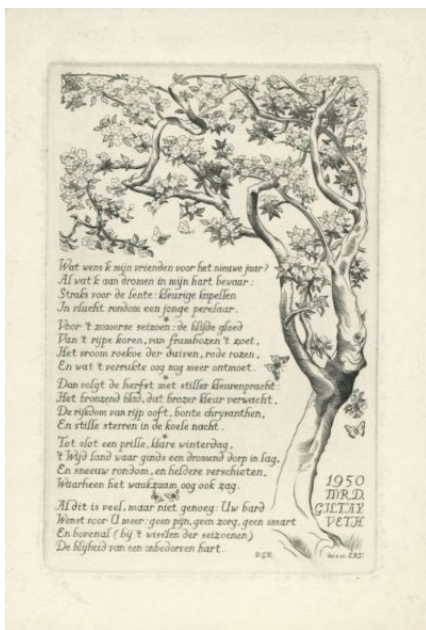 Wat wens 'k mijn vrienden voor het nieuwe jaar?
Al wat 'k aan dromen in mijn hart bewaar:
Straks voor de lente: kleurige kapellen
In vlucht rondom een jonge perelaar.
Voor 't zomerse seizoen: de blijde gloed
Van 't rijpe koren, van frambozen 't zoet,
Het vroom roekoe der duiven, rode rozen,
En wat 't verrukte oog nog meer ontmoet.
Dan volgt de herfst met stiller kleurenpracht:
Het bronzend blad, dat brozer kleur verwacht,
De rijkdom van rijp ooft, bonte chrysanthen,
En stille sterren in de koele nacht.
Tot slot een prille, klare winterdag,
't Wijd land waar ginds een dromend dorp in lag,
En sneeuw rondom, en heldere verschieten,
Waarheen het waakzaam oog ook zag.
Al dit is veel, maar niet genoeg: Uw bard
Wenst voor U meer: geen pijn, geen zorg, geen smart
En bovenal (bij 't wisselen der seizoenen)
De blijheid van een onbedorven hart.
1950
MR. D.
GILTAY
VETH
D.G.V.